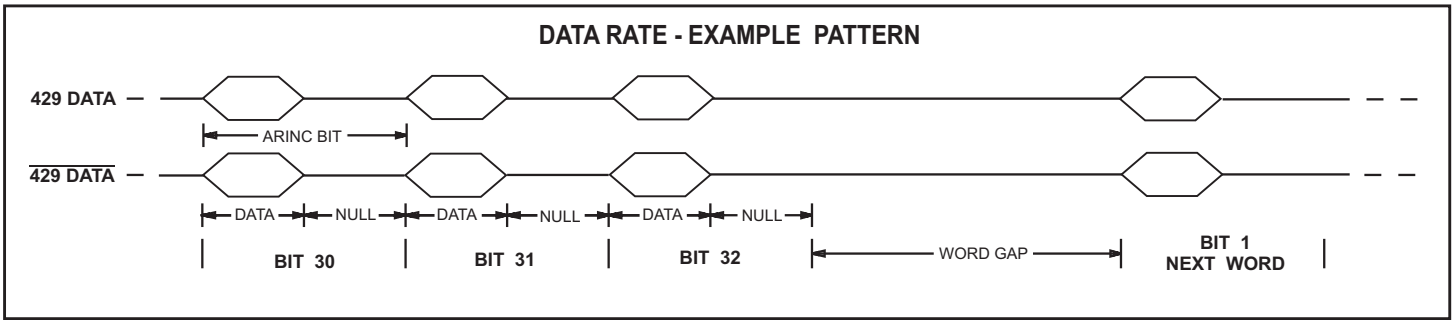 DATA RATE - EXAMPLE PATTERN
429 DATA
ARINC BIT
429 DATA
DATA NULL DATA NULL DATA NULL
BIT 30 BIT 31 BIT 32 WORD GAP BIT 1
NEXT WORD